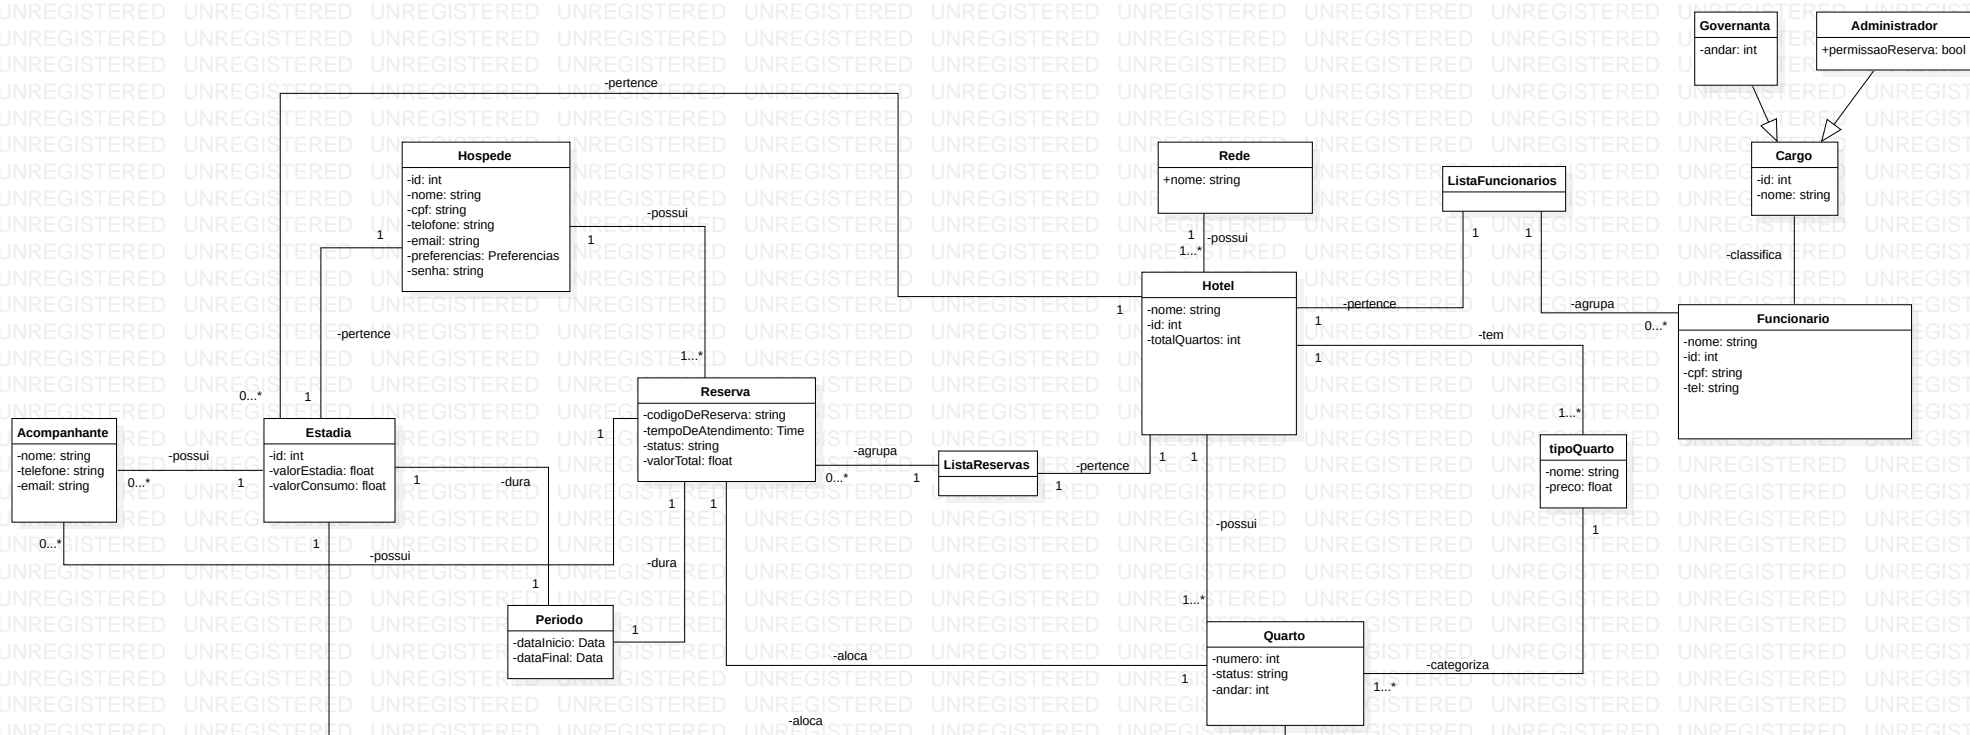 UNREGISTERED
Governanta
-andar: int
Administrador
+permissaoReserva: bool
-pertence
Hospede
-id: int
-nome: string
-cpf: string
-telofone: string
-email: string
-preferencias: Preferencias
-senha: string
Rede
+nome: string
ListaFuncionarios
Cargo
-id: int
-nome: string
-possui
1
1
1
1...*
-possui
1
1
-classifica
Hotel
-nome: string
-id: int
-totalQuartos: int
1
-pertence
1
-agrupa
0...*
Funcionario
-nome: string
-id: int
-cpf: string
-tel: string
-pertence
-tem
1
1...*
0...*
1
1...*
Reserva
-codigoDeReserva: string
-tempoDeAtendimento: Time
-status: string
-valorTotal: float
Acompanhante
-nome: string
-telefone: string
-email: string
-possui
0...*
1
Estadia
-id: int
-valorEstadia: float
-valorConsumo: float
1
-dura
1
-agrupa
0...*
1
ListaReservas
-pertence
1
1
1
tipoQuarto
-nome: string
-preco: float
1
0...*
1
-possui
1
1
1
-dura
-possui
1...*
Periodo
-dataInicio: Data
-dataFinal: Data
1
-aloca
1
Quarto
-numero: int
-status: string
-andar: int
-categoriza
1...*
-aloca